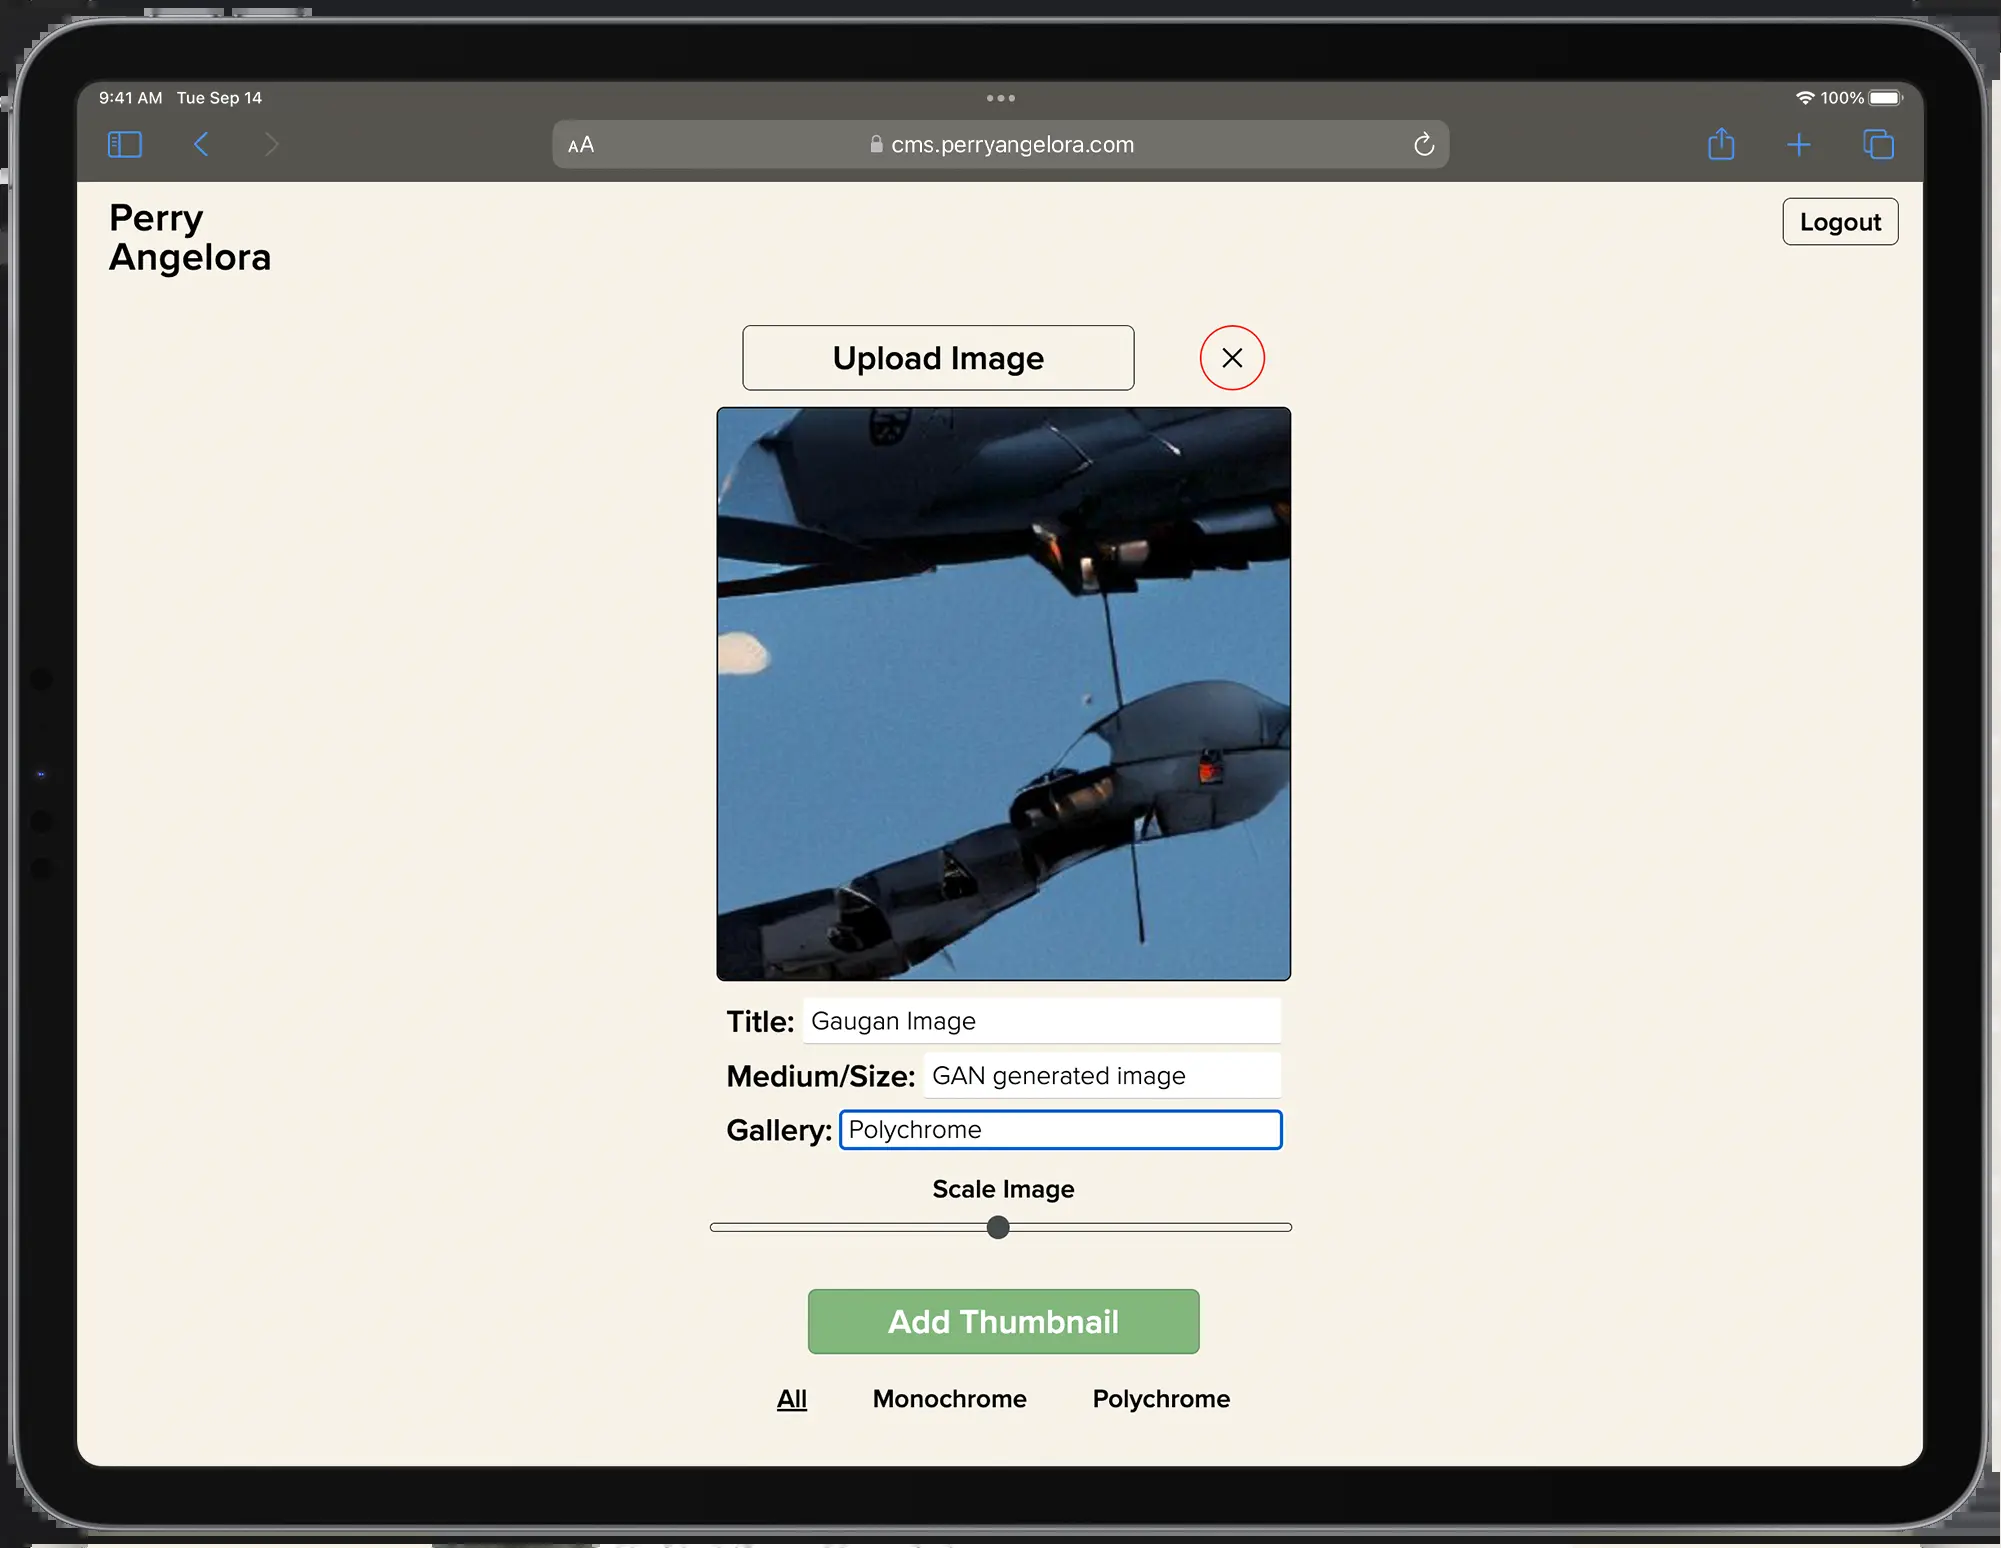 9:41 AM Tue Sep 14
100%
AA cms.perryangelora.com
Perry
Angelora
Logout
Upload Image
Title: Gaugan Image
Medium/Size: GAN generated image
Gallery: Polychrome
Scale Image
Add Thumbnail
All Monochrome Polychrome